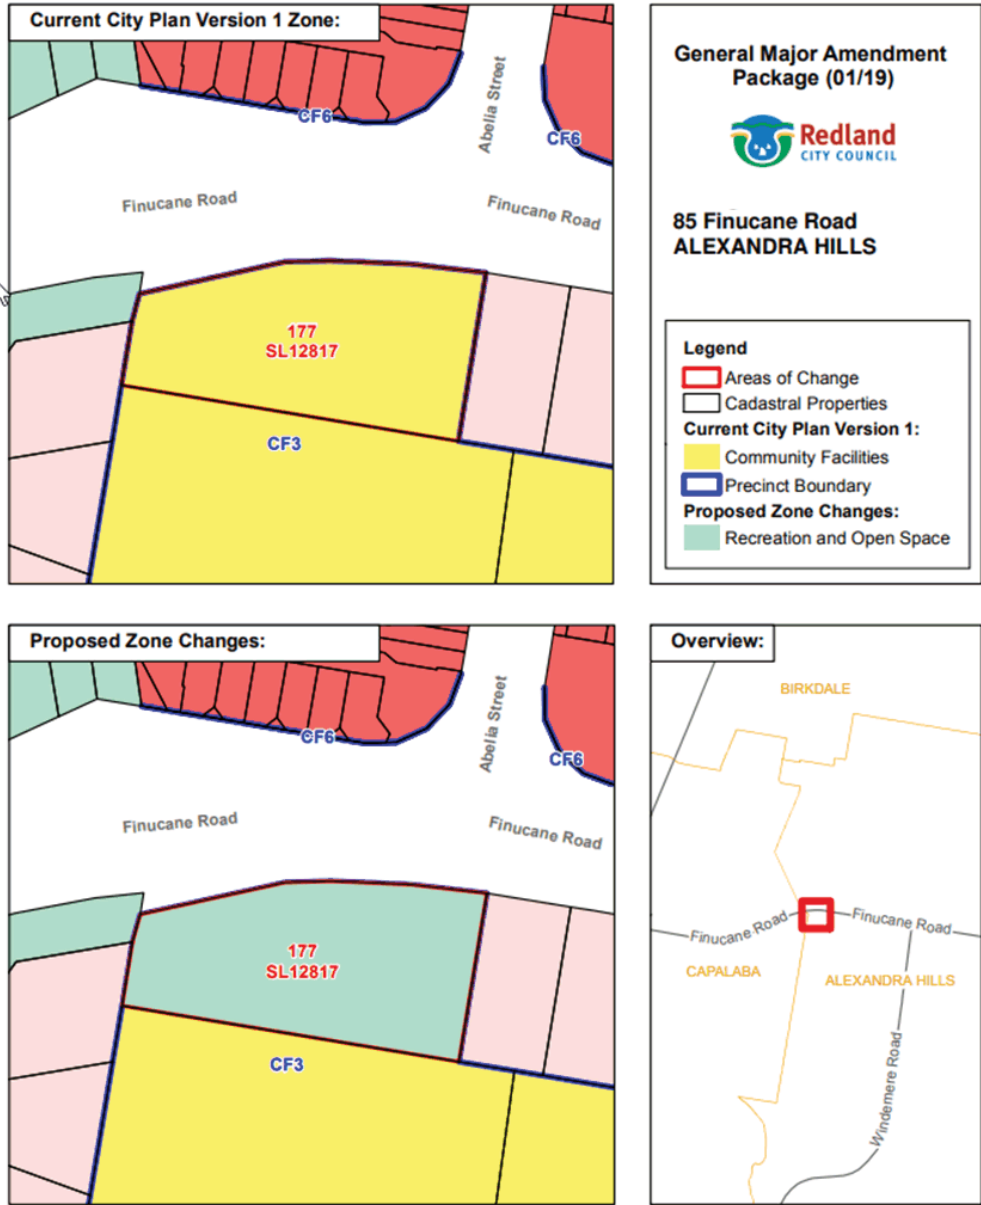 Current City Plan Version 1 Zone:
CF6
Abelia Street
CF6
Finucane Road
Finucane Road
177
SL12817
CF3
General Major Amendment
Package (01/19)
Redland
CITY COUNCIL
85 Finucane Road
ALEXANDRA HILLS
Legend
Areas of Change
Cadastral Properties
Current City Plan Version 1:
Community Facilities
Precinct Boundary
Proposed Zone Changes:
Recreation and Open Space
Proposed Zone Changes:
CF6
Abelia Street
CF6
Finucane Road
Finucane Road
177
SL12817
CF3
Overview:
BIRKDALE
Finucane Road
Finucane Road
CAPALABA
ALEXANDRA HILLS
Windemere Road